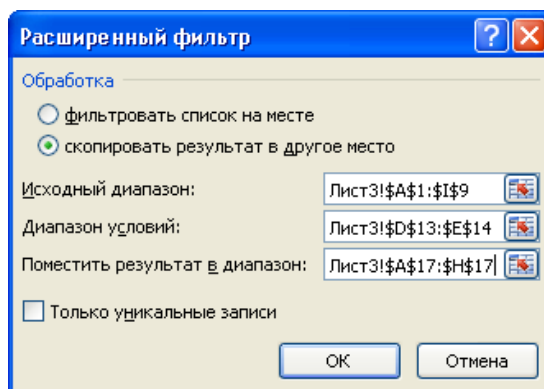 Расширенный фильтр
Обработка
фильтровать список на месте
скопировать результат в другое место
Исходный диапазон: Лист3!$A$1:$I$9
Диапазон условий: Лист3!$D$13:$E$14
Поместить результат в диапазон: Лист3!$A$17:$H$17
Только уникальные записи
ОК Отмена